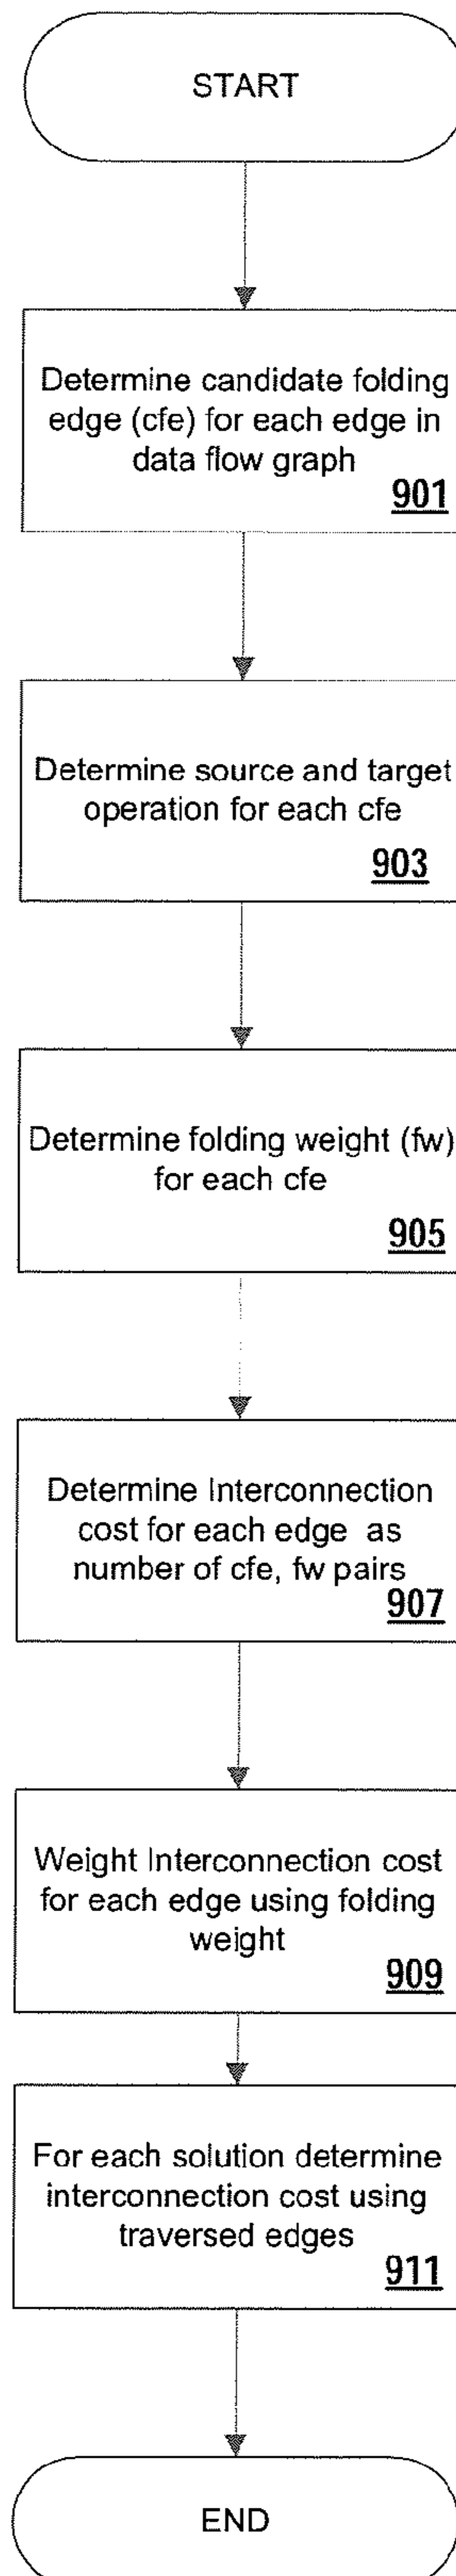 START
Determine candidate folding
edge (cfe) for each edge in
data flow graph
901
Determine source and target
operation for each cfe
903
Determine folding weight (fw)
for each cfe
905
Determine Interconnection
cost for each edge as
number of cfe, fw pairs
907
Weight Interconnection cost
for each edge using folding
weight
909
For each solution determine
interconnection cost using
traversed edges
911
END